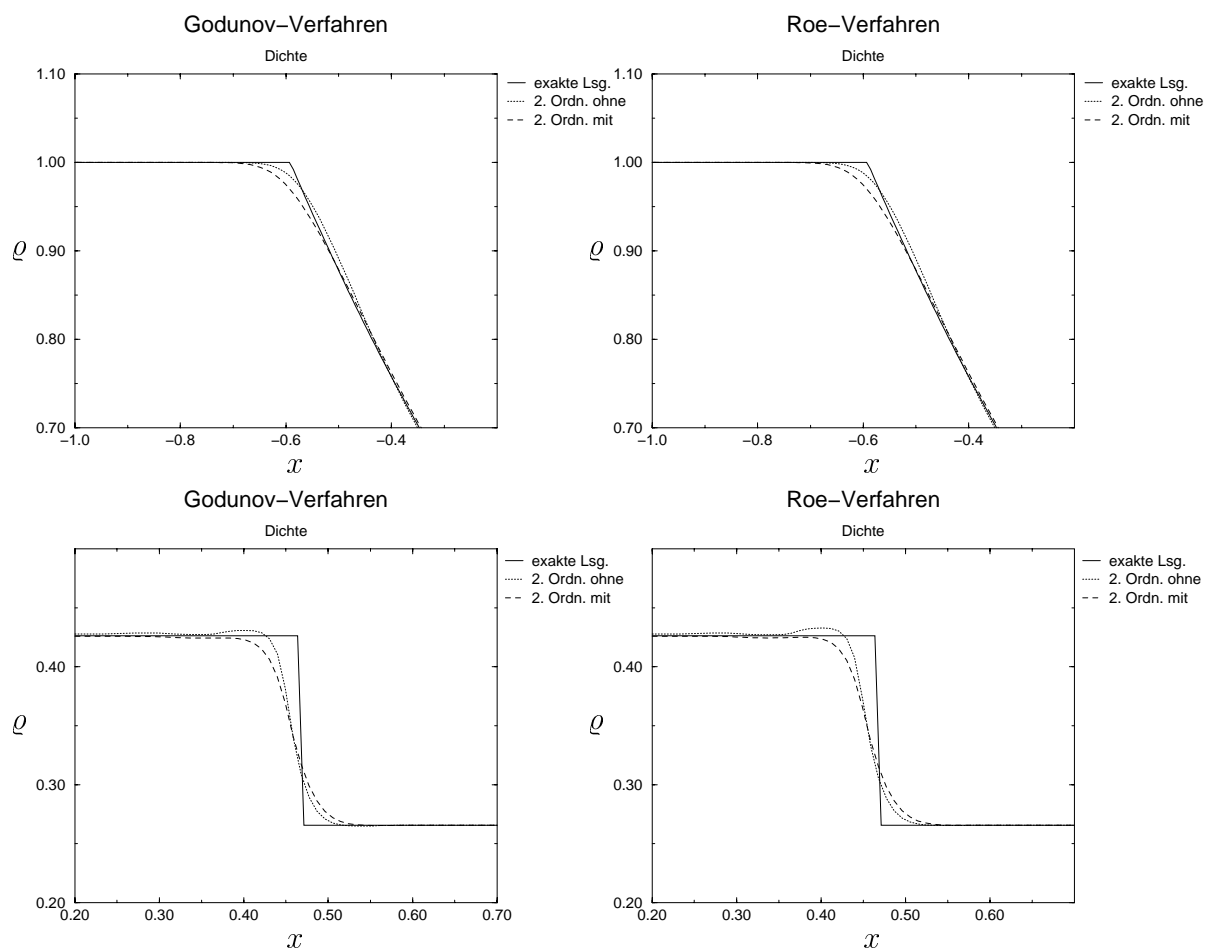 Godunov−Verfahren
Dichte
1.10
1.00
0.90
0.80
0.70
ϱ
−1.0 −0.8 −0.6 −0.4
x
exakte Lsg.
2. Ordn. ohne
2. Ordn. mit
Roe−Verfahren
Dichte
1.10
1.00
0.90
0.80
0.70
ϱ
−1.0 −0.8 −0.6 −0.4
x
exakte Lsg.
2. Ordn. ohne
2. Ordn. mit
Godunov−Verfahren
Dichte
0.40
0.30
0.20
ϱ
0.20 0.30 0.40 0.50 0.60 0.70
x
exakte Lsg.
2. Ordn. ohne
2. Ordn. mit
Roe−Verfahren
Dichte
0.40
0.30
0.20
ϱ
0.20 0.30 0.40 0.50 0.60
x
exakte Lsg.
2. Ordn. ohne
2. Ordn. mit